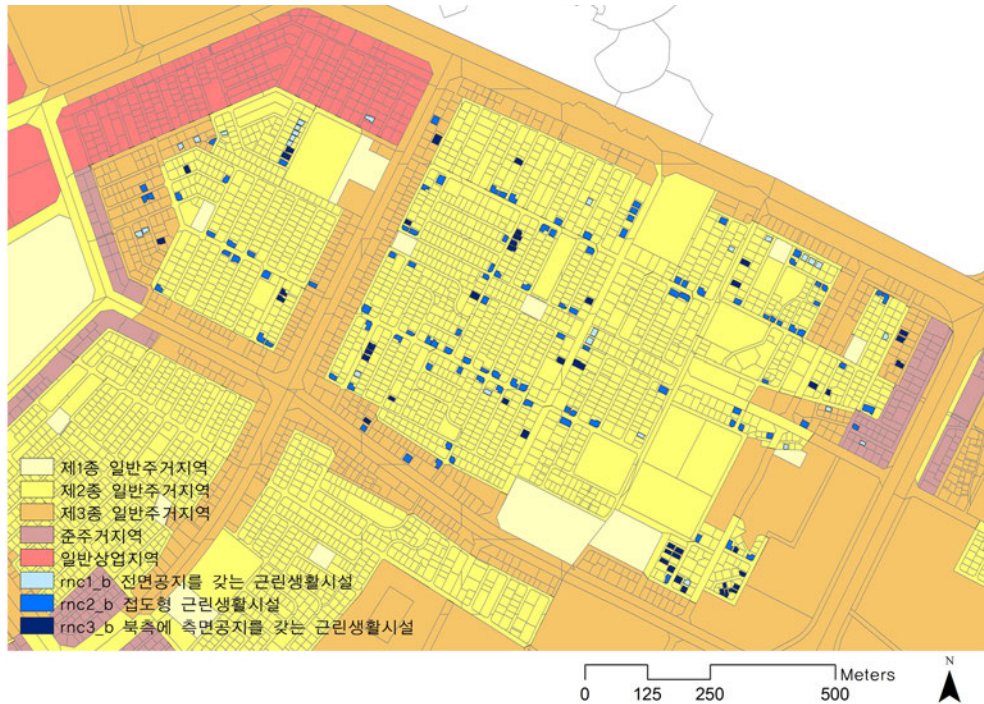 제1종 일반주거지역
제2종 일반주거지역
제3종 일반주거지역
준주거지역
일반상업지역
rnc1_b 전면공지를 갖는 근린생활시설
rnc2_b 접도형 근린생활시설
rnc3_b 북측에 측면공지를 갖는 근린생활시설
Meters
0 125 250 500
N